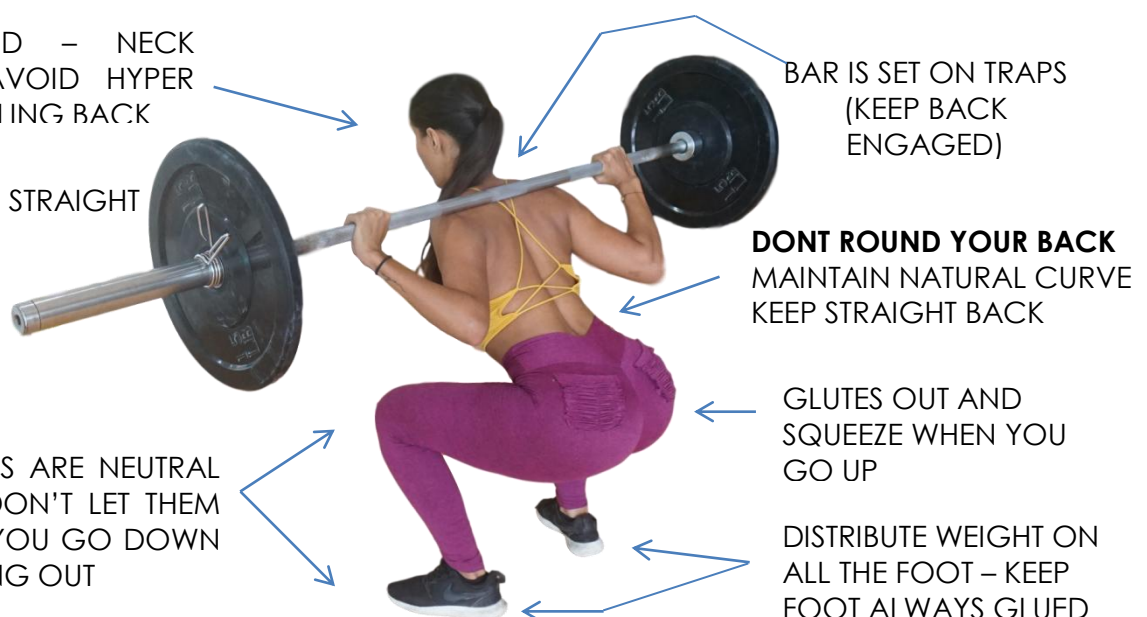 D – NECK
AVOID HYPER
BACK
STRAIGHT
BAR IS SET ON TRAPS
(KEEP BACK
ENGAGED)
DONT ROUND YOUR BACK
MAINTAIN NATURAL CURVE
KEEP STRAIGHT BACK
GLUTES OUT AND
SQUEEZE WHEN YOU
GO UP
S ARE NEUTRAL
DON’T LET THEM
YOU GO DOWN
NG OUT
DISTRIBUTE WEIGHT ON
ALL THE FOOT – KEEP
FOOT ALWAYS GLUED